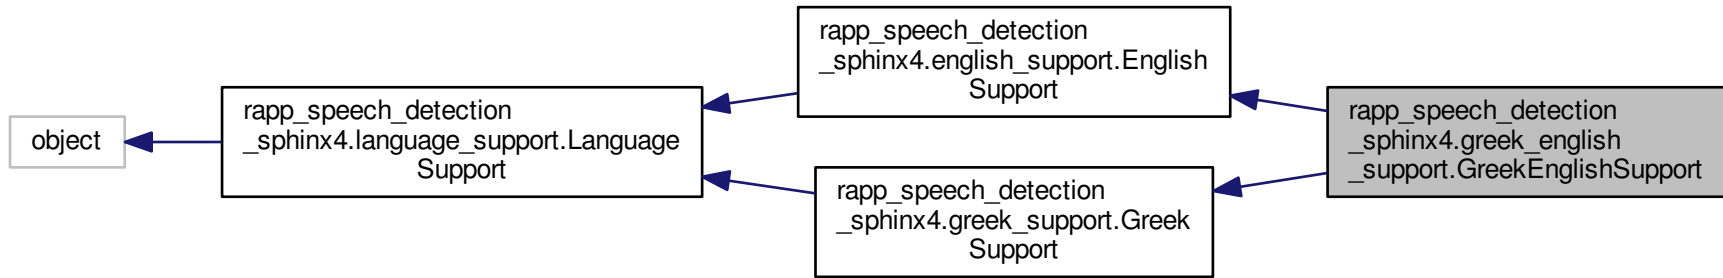 object
rapp_speech_detection
_sphinx4.language_support.Language
Support
rapp_speech_detection
_sphinx4.english_support.English
Support
rapp_speech_detection
_sphinx4.greek_support.Greek
Support
rapp_speech_detection
_sphinx4.greek_english
_support.GreekEnglishSupport